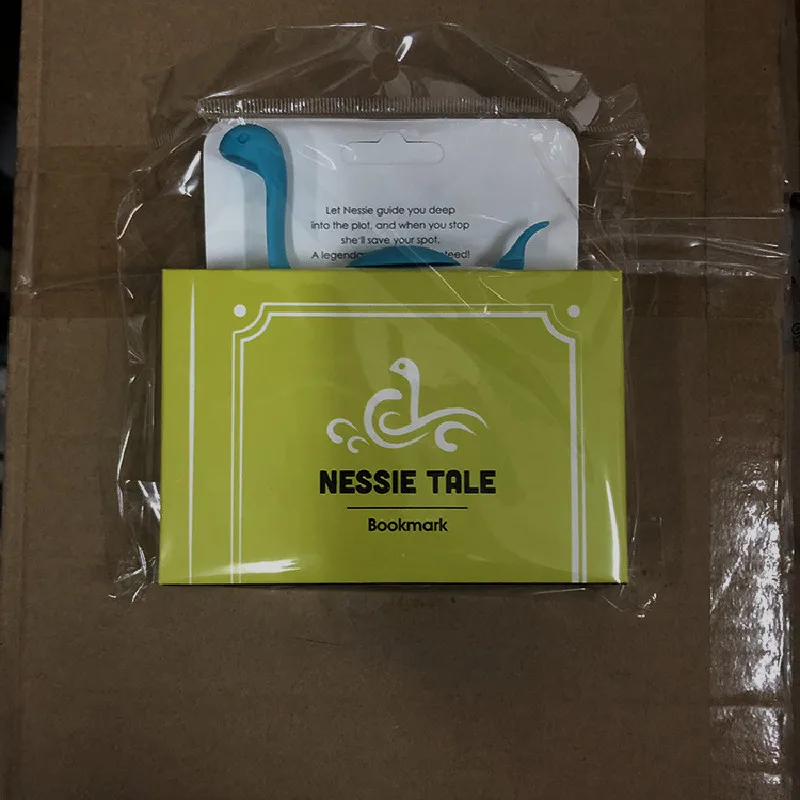 Let Nessie guide you deep
into the plot, and when you stop
she'll save your spot.
A
NESSIE TALE
Bookmark